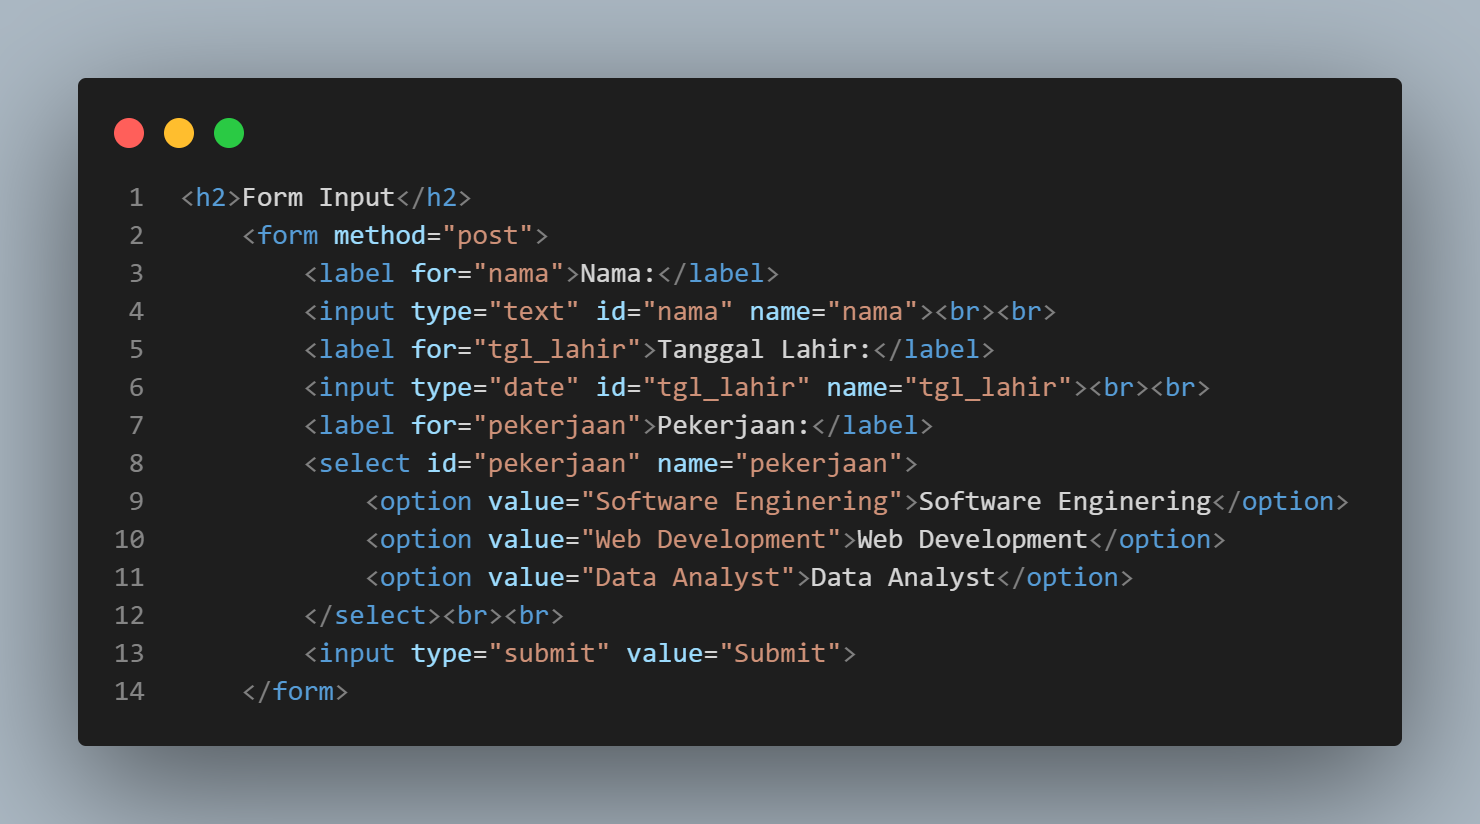 1 <h2>Form Input</h2>
2     <form method="post">
3         <label for="nama">Nama:</label>
4         <input type="text" id="nama" name="nama"><br><br>
5         <label for="tgl_lahir">Tanggal Lahir:</label>
6         <input type="date" id="tgl_lahir" name="tgl_lahir"><br><br>
7         <label for="pekerjaan">Pekerjaan:</label>
8         <select id="pekerjaan" name="pekerjaan">
9             <option value="Software Enginering">Software Enginering</option>
10             <option value="Web Development">Web Development</option>
11             <option value="Data Analyst">Data Analyst</option>
12         </select><br><br>
13         <input type="submit" value="Submit">
14     </form>